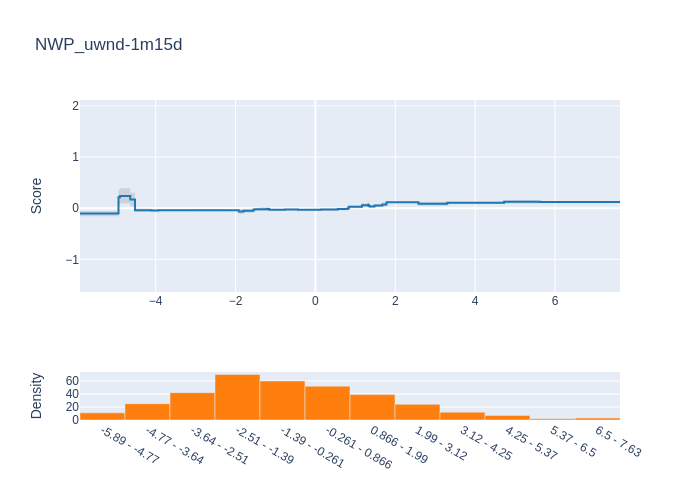 NWP_uwnd-1m15d
Score
2
1
0
−1
−4
−2
0
2
4
6
Density
60
40
20
0
-5.89 - -4.77
-4.77 - -3.64
-3.64 - -2.51
-2.51 - -1.39
-1.39 - -0.261
-0.261 - 0.866
0.866 - 1.99
1.99 - 3.12
3.12 - 4.25
4.25 - 5.37
5.37 - 6.5
6.5 - 7.63